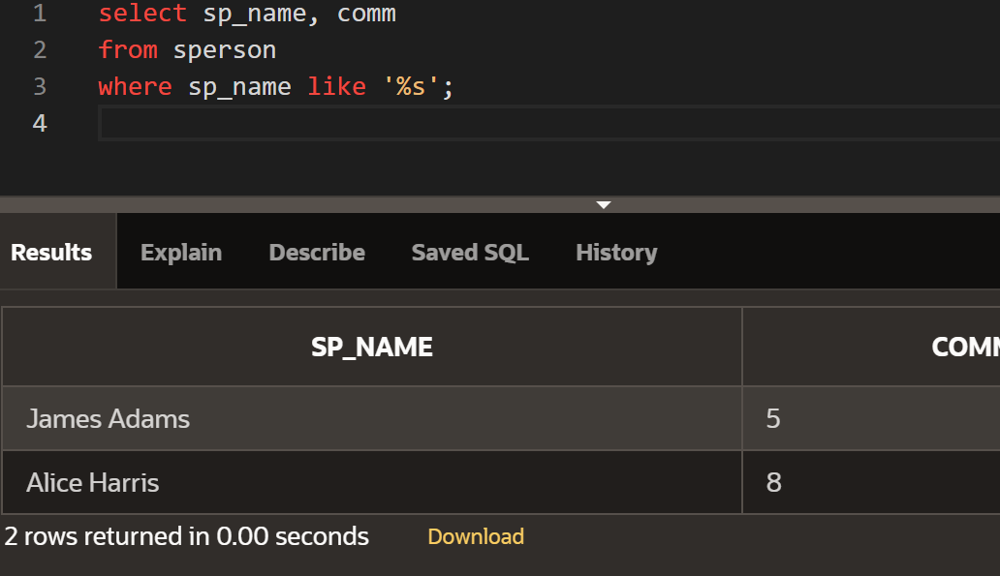 1 select sp_name, comm
2 from sperson
3 where sp_name like '%s';
4
Results Explain Describe Saved SQL History
SP_NAME COMM
James Adams 5
Alice Harris 8
2 rows returned in 0.00 seconds Download